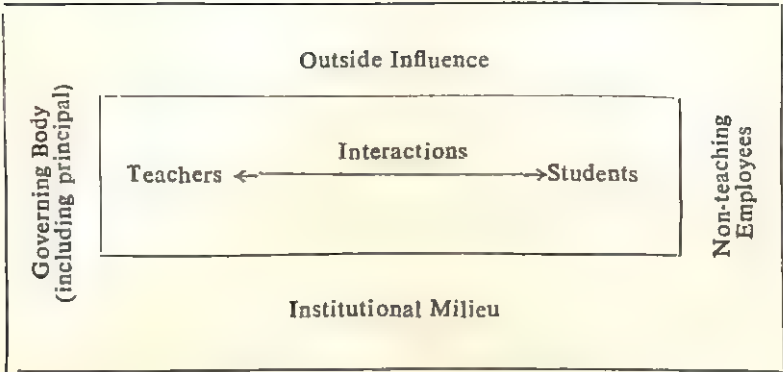 Outside Influence
Governing Body
(including principal)
Interactions
Teachers ←→ Students
Non-teaching
Employees
Institutional Milieu